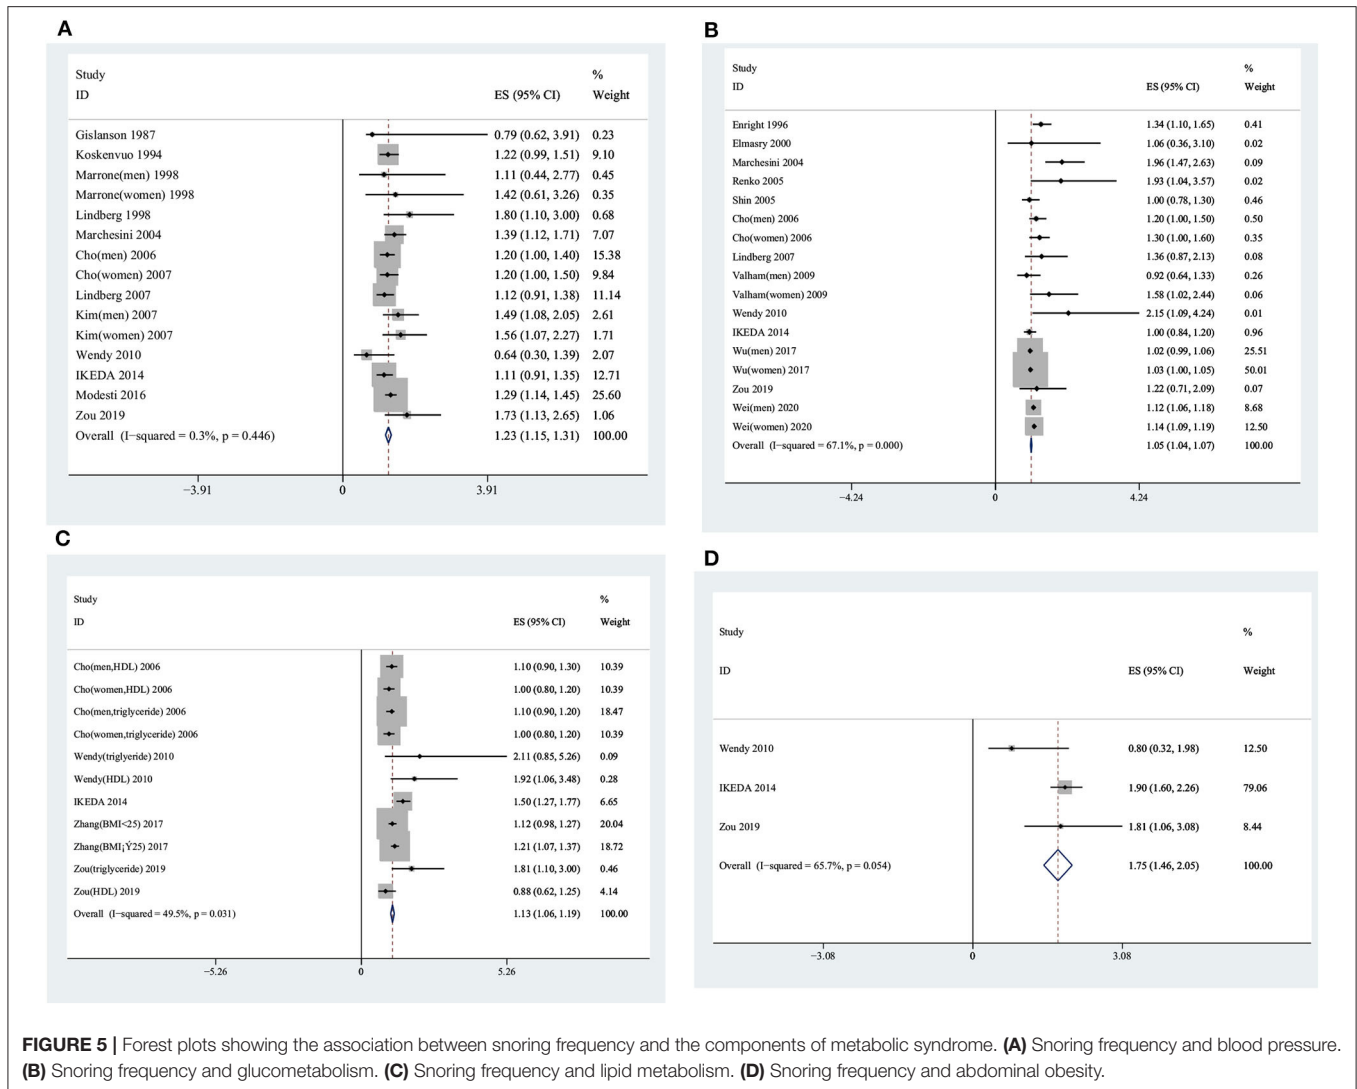 A
Study %
ID ES (95% CI) Weight
Gislanson 1987 0.79 (0.62, 3.91) 0.23
Koskenvuo 1994 1.22 (0.99, 1.51) 9.10
Marrone(men) 1998 1.11 (0.44, 2.77) 0.45
Marrone(women) 1998 1.42 (0.61, 3.26) 0.35
Lindberg 1998 1.80 (1.10, 3.00) 0.68
Marchesini 2004 1.39 (1.12, 1.71) 7.07
Cho(men) 2006 1.20 (1.00, 1.40) 15.38
Cho(women) 2007 1.20 (1.00, 1.50) 9.84
Lindberg 2007 1.12 (0.91, 1.38) 11.14
Kim(men) 2007 1.49 (1.08, 2.05) 2.61
Kim(women) 2007 1.56 (1.07, 2.27) 1.71
Wendy 2010 0.64 (0.30, 1.39) 2.07
IKEDA 2014 1.11 (0.91, 1.35) 12.71
Modesti 2016 1.29 (1.14, 1.45) 25.60
Zou 2019 1.73 (1.13, 2.65) 1.06
Overall (I−squared = 0.3%, p = 0.446) 1.23 (1.15, 1.31) 100.00
−3.91 0 3.91
B
Study %
ID ES (95% CI) Weight
Enright 1996 1.34 (1.10, 1.65) 0.41
Elmasry 2000 1.06 (0.36, 3.10) 0.02
Marchesini 2004 1.96 (1.47, 2.63) 0.09
Renko 2005 1.93 (1.04, 3.57) 0.02
Shin 2005 1.00 (0.78, 1.30) 0.46
Cho(men) 2006 1.20 (1.00, 1.50) 0.50
Cho(women) 2006 1.30 (1.00, 1.60) 0.35
Lindberg 2007 1.36 (0.87, 2.13) 0.08
Valham(men) 2009 0.92 (0.64, 1.33) 0.26
Valham(women) 2009 1.58 (1.02, 2.44) 0.06
Wendy 2010 2.15 (1.09, 4.24) 0.01
IKEDA 2014 1.00 (0.84, 1.20) 0.96
Wu(men) 2017 1.02 (0.99, 1.06) 25.51
Wu(women) 2017 1.03 (1.00, 1.05) 50.01
Zou 2019 1.22 (0.71, 2.09) 0.07
Wei(men) 2020 1.12 (1.06, 1.18) 8.68
Wei(women) 2020 1.14 (1.09, 1.19) 12.50
Overall (I−squared = 67.1%, p = 0.000) 1.05 (1.04, 1.07) 100.00
−4.24 0 4.24
C
Study %
ID ES (95% CI) Weight
Cho(men,HDL) 2006 1.10 (0.90, 1.30) 10.39
Cho(women,HDL) 2006 1.00 (0.80, 1.20) 10.39
Cho(men,triglyceride) 2006 1.10 (0.90, 1.20) 18.47
Cho(women,triglyceride) 2006 1.00 (0.80, 1.20) 10.39
Wendy(triglyeride) 2010 2.11 (0.85, 5.26) 0.09
Wendy(HDL) 2010 1.92 (1.06, 3.48) 0.28
IKEDA 2014 1.50 (1.27, 1.77) 6.65
Zhang(BMI<25) 2017 1.12 (0.98, 1.27) 20.04
Zhang(BMI¡Ý25) 2017 1.21 (1.07, 1.37) 18.72
Zou(triglyceride) 2019 1.81 (1.10, 3.00) 0.46
Zou(HDL) 2019 0.88 (0.62, 1.25) 4.14
Overall (I−squared = 49.5%, p = 0.031) 1.13 (1.06, 1.19) 100.00
−5.26 0 5.26
D
Study %
ID ES (95% CI) Weight
Wendy 2010 0.80 (0.32, 1.98) 12.50
IKEDA 2014 1.90 (1.60, 2.26) 79.06
Zou 2019 1.81 (1.06, 3.08) 8.44
Overall (I−squared = 65.7%, p = 0.054) 1.75 (1.46, 2.05) 100.00
−3.08 0 3.08
FIGURE 5 | Forest plots showing the association between snoring frequency and the components of metabolic syndrome. (A) Snoring frequency and blood pressure.
(B) Snoring frequency and glucometabolism. (C) Snoring frequency and lipid metabolism. (D) Snoring frequency and abdominal obesity.